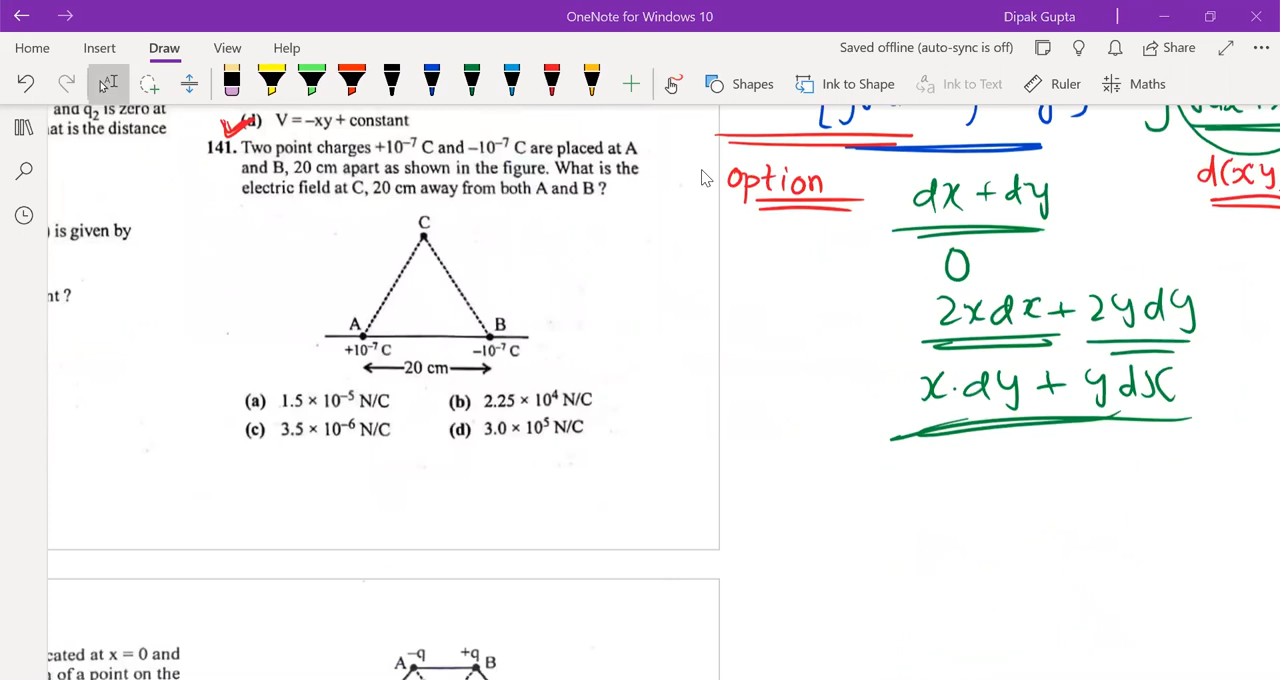 OneNote for Windows 10
Dipak Gupta
Home Insert Draw View Help
Saved offline (auto-sync is off)
Share
Shapes
Ink to Shape
Ink to Text
Ruler
Maths
and q2 is zero at
at is the distance
) is given by
nt ?
(d) V = –xy + constant
141. Two point charges +10⁻⁷ C and –10⁻⁷ C are placed at A
and B, 20 cm apart as shown in the figure. What is the
electric field at C, 20 cm away from both A and B ?
C
A B
+10⁻⁷ C –10⁻⁷ C
20 cm
(a) 1.5 × 10⁻⁵ N/C (b) 2.25 × 10⁴ N/C
(c) 3.5 × 10⁻⁶ N/C (d) 3.0 × 10⁵ N/C
option
dx + dy
0
2xdx + 2ydy
x·dy + ydx
d(xy
cated at x = 0 and
of a point on the
A –q +q B